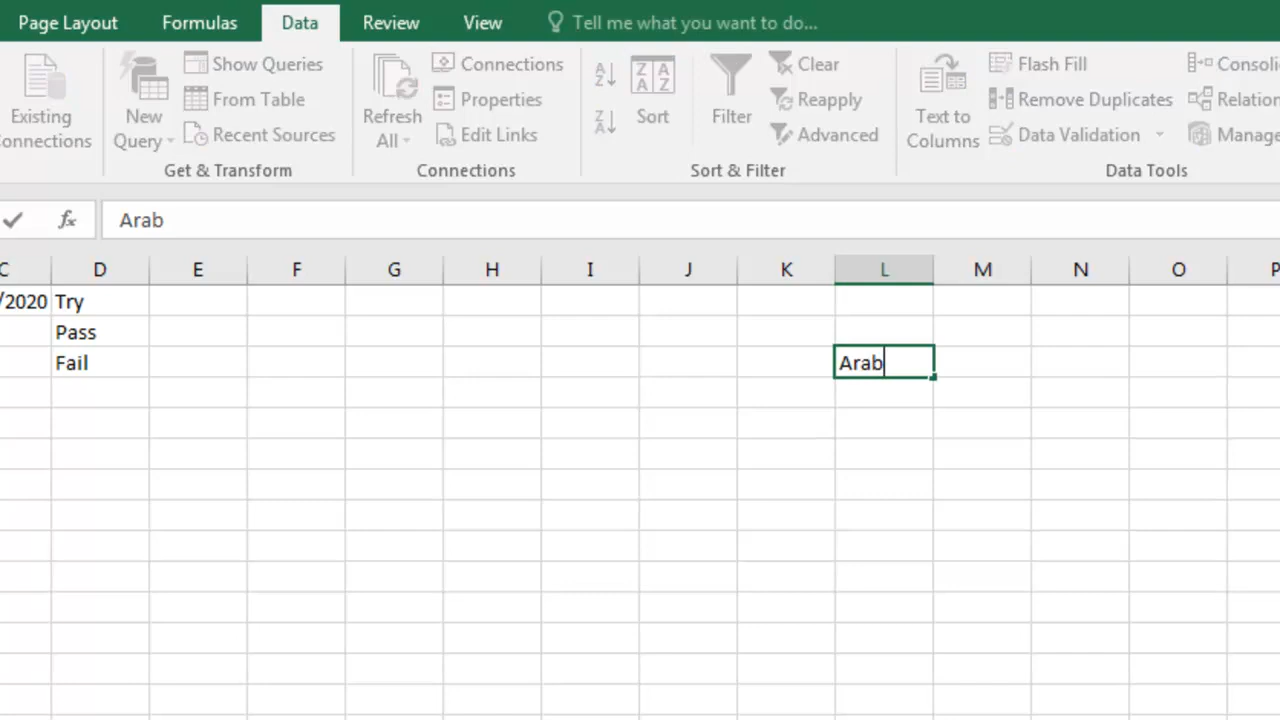 Page Layout Formulas Data Review View Tell me what you want to do...
Show Queries Connections Clear Flash Fill Consoli
Existing New From Table Refresh Properties Sort Filter Reapply Text to Remove Duplicates Relation
onnections Query Recent Sources All Edit Links Advanced Columns Data Validation Manage
Get & Transform Connections Sort & Filter Data Tools
fx Arab
C D E F G H I J K L M N O P
/2020 Try
Pass
Fail Arab